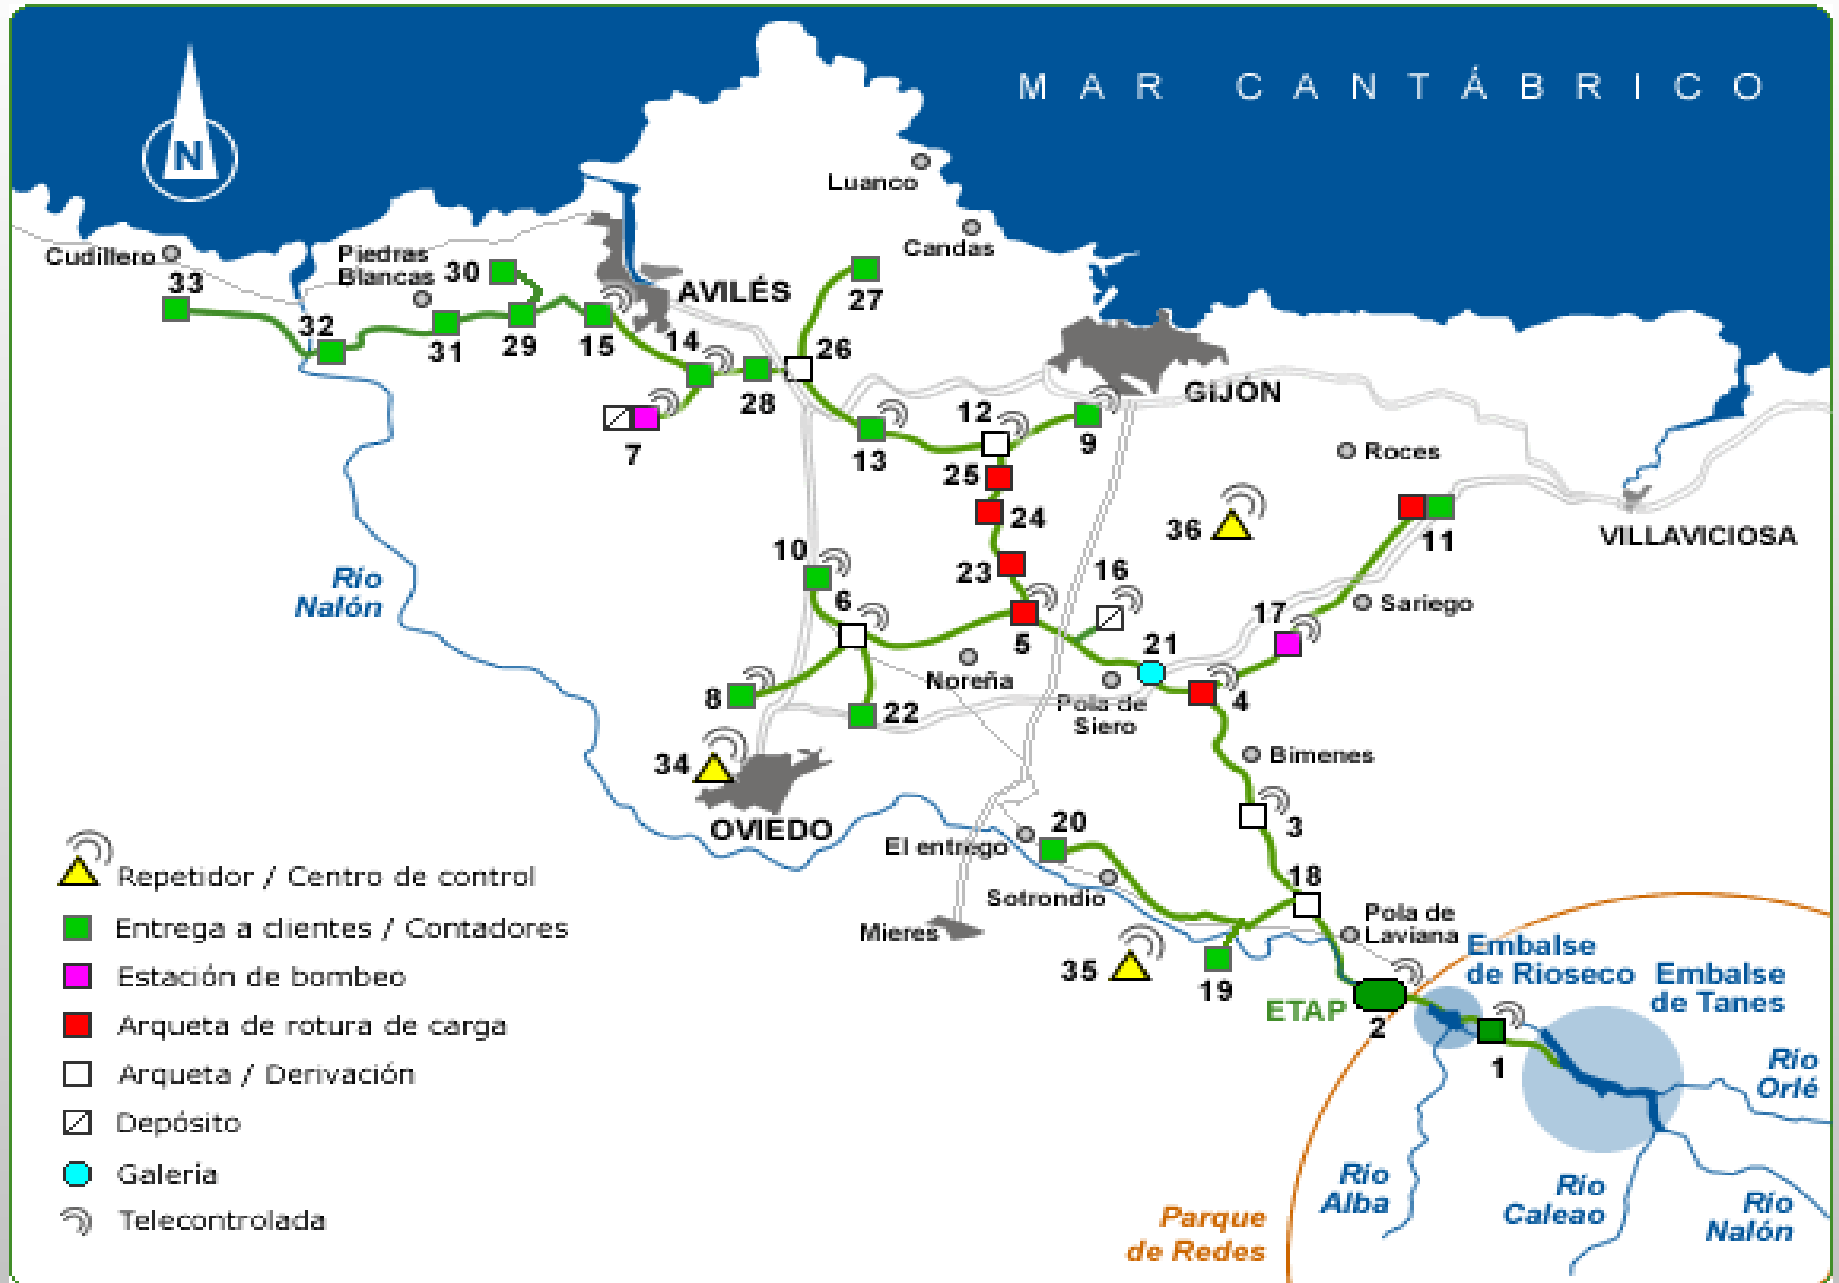 MAR CANTÁBRICO
N
Luanco
Candas
Cudillero
Piedras
Blancas
30
33
AVILÉS
27
32
31
29
15
14
26
28
GIJÓN
12
9
7
13
25
Roces
24
36
11
VILLAVICIOSA
10
23
16
Río
Nalón
6
17
Sariego
5
21
Noreña
8
22
Pola de
Siero
4
34
Bimenes
OVIEDO
20
3
El entrego
18
Sotrondio
Pola de
Laviana
Mieres
35
19
ETAP
2
Embalse
de Rioseco
Embalse
de Tanes
1
Río
Orlé
Río
Alba
Río
Caleao
Río
Nalón
Parque
de Redes
Repetidor / Centro de control
Entrega a clientes / Contadores
Estación de bombeo
Arqueta de rotura de carga
Arqueta / Derivación
Depósito
Galeria
Telecontrolada